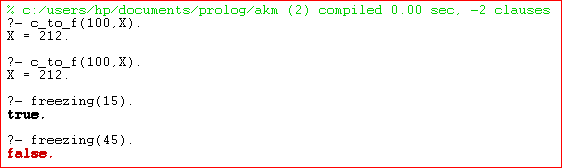 % c:/users/hp/documents/prolog/akm (2) compiled 0.00 sec, -2 clauses
?- c_to_f(100,X).
X = 212.
?- c_to_f(100,X).
X = 212.
?- freezing(15).
true.
?- freezing(45).
false.